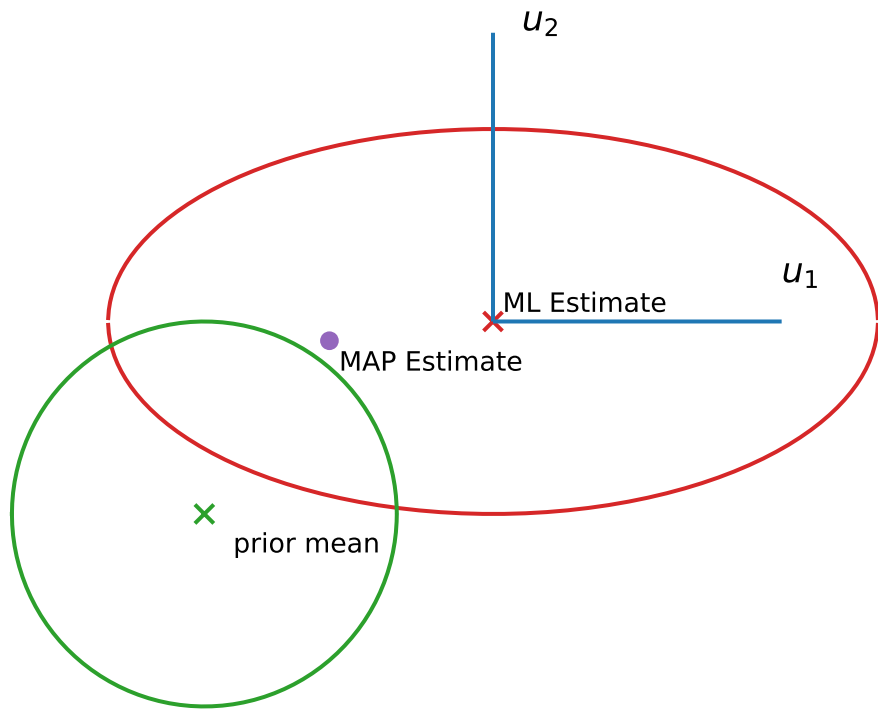 u₂
u₁
ML Estimate
MAP Estimate
prior mean